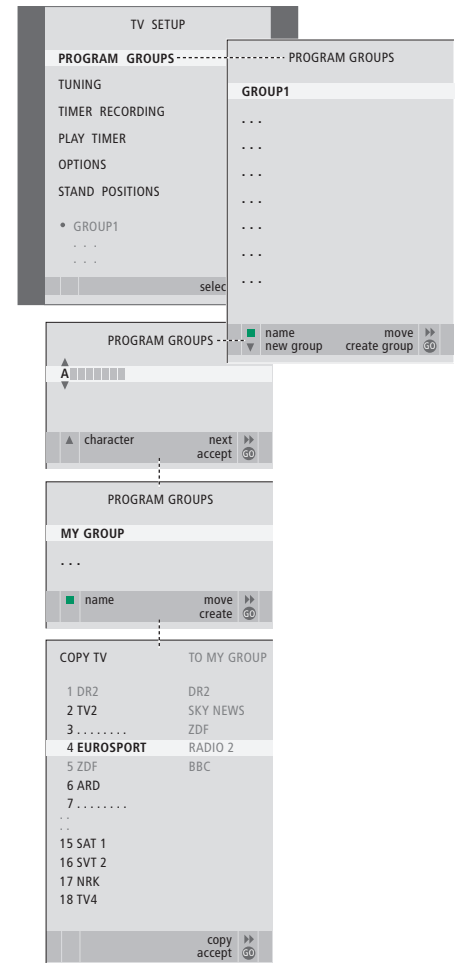 TV SETUP
PROGRAM GROUPS
TUNING
TIMER RECORDING
PLAY TIMER
OPTIONS
STAND POSITIONS
• GROUP1
. . .
. . .
selec
PROGRAM GROUPS
GROUP1
. . .
. . .
. . .
. . .
. . .
. . .
. . .
name move
new group create group GO
PROGRAM GROUPS
A
character next
accept GO
PROGRAM GROUPS
MY GROUP
. . .
name move
create GO
COPY TV TO MY GROUP
1 DR2 DR2
2 TV2 SKY NEWS
3 . . . . . . . . ZDF
4 EUROSPORT RADIO 2
5 ZDF BBC
6 ARD
7 . . . . . . . .
. .
. .
15 SAT 1
16 SVT 2
17 NRK
18 TV4
copy
accept GO